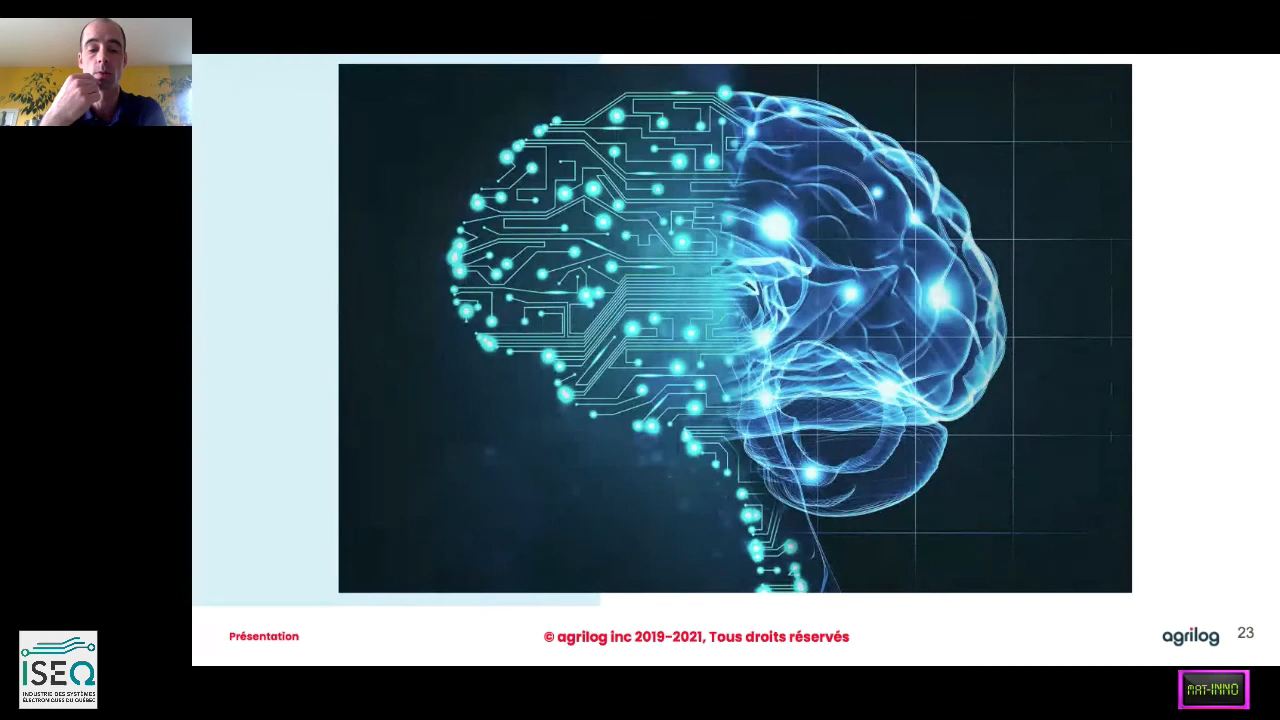 Présentation
© agrilog inc 2019-2021, Tous droits réservés
agrilog
23
ISEQ
INDUSTRIE DES SYSTÈMES
ÉLECTRONIQUES DU QUÉBEC
MAT-INNO